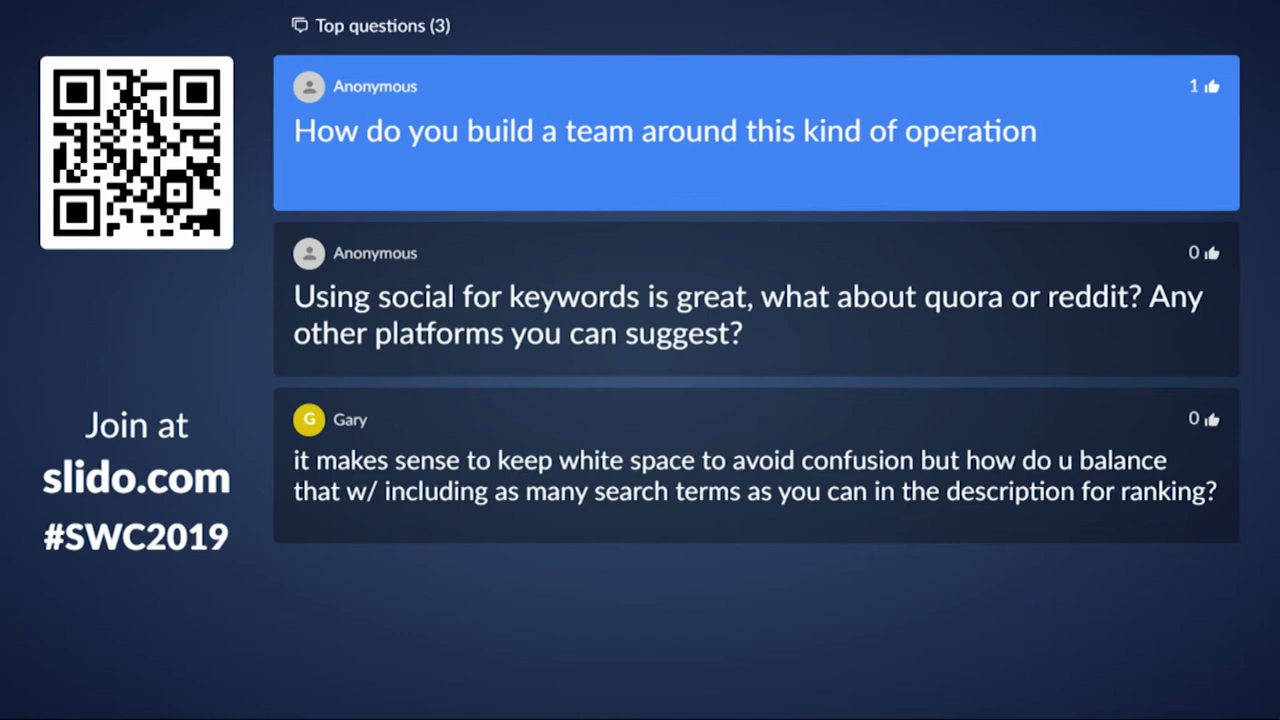 Top questions (3)
Anonymous
1
How do you build a team around this kind of operation
Anonymous
0
Using social for keywords is great, what about quora or reddit? Any
other platforms you can suggest?
G Gary
0
it makes sense to keep white space to avoid confusion but how do u balance
that w/ including as many search terms as you can in the description for ranking?
Join at
slido.com
#SWC2019